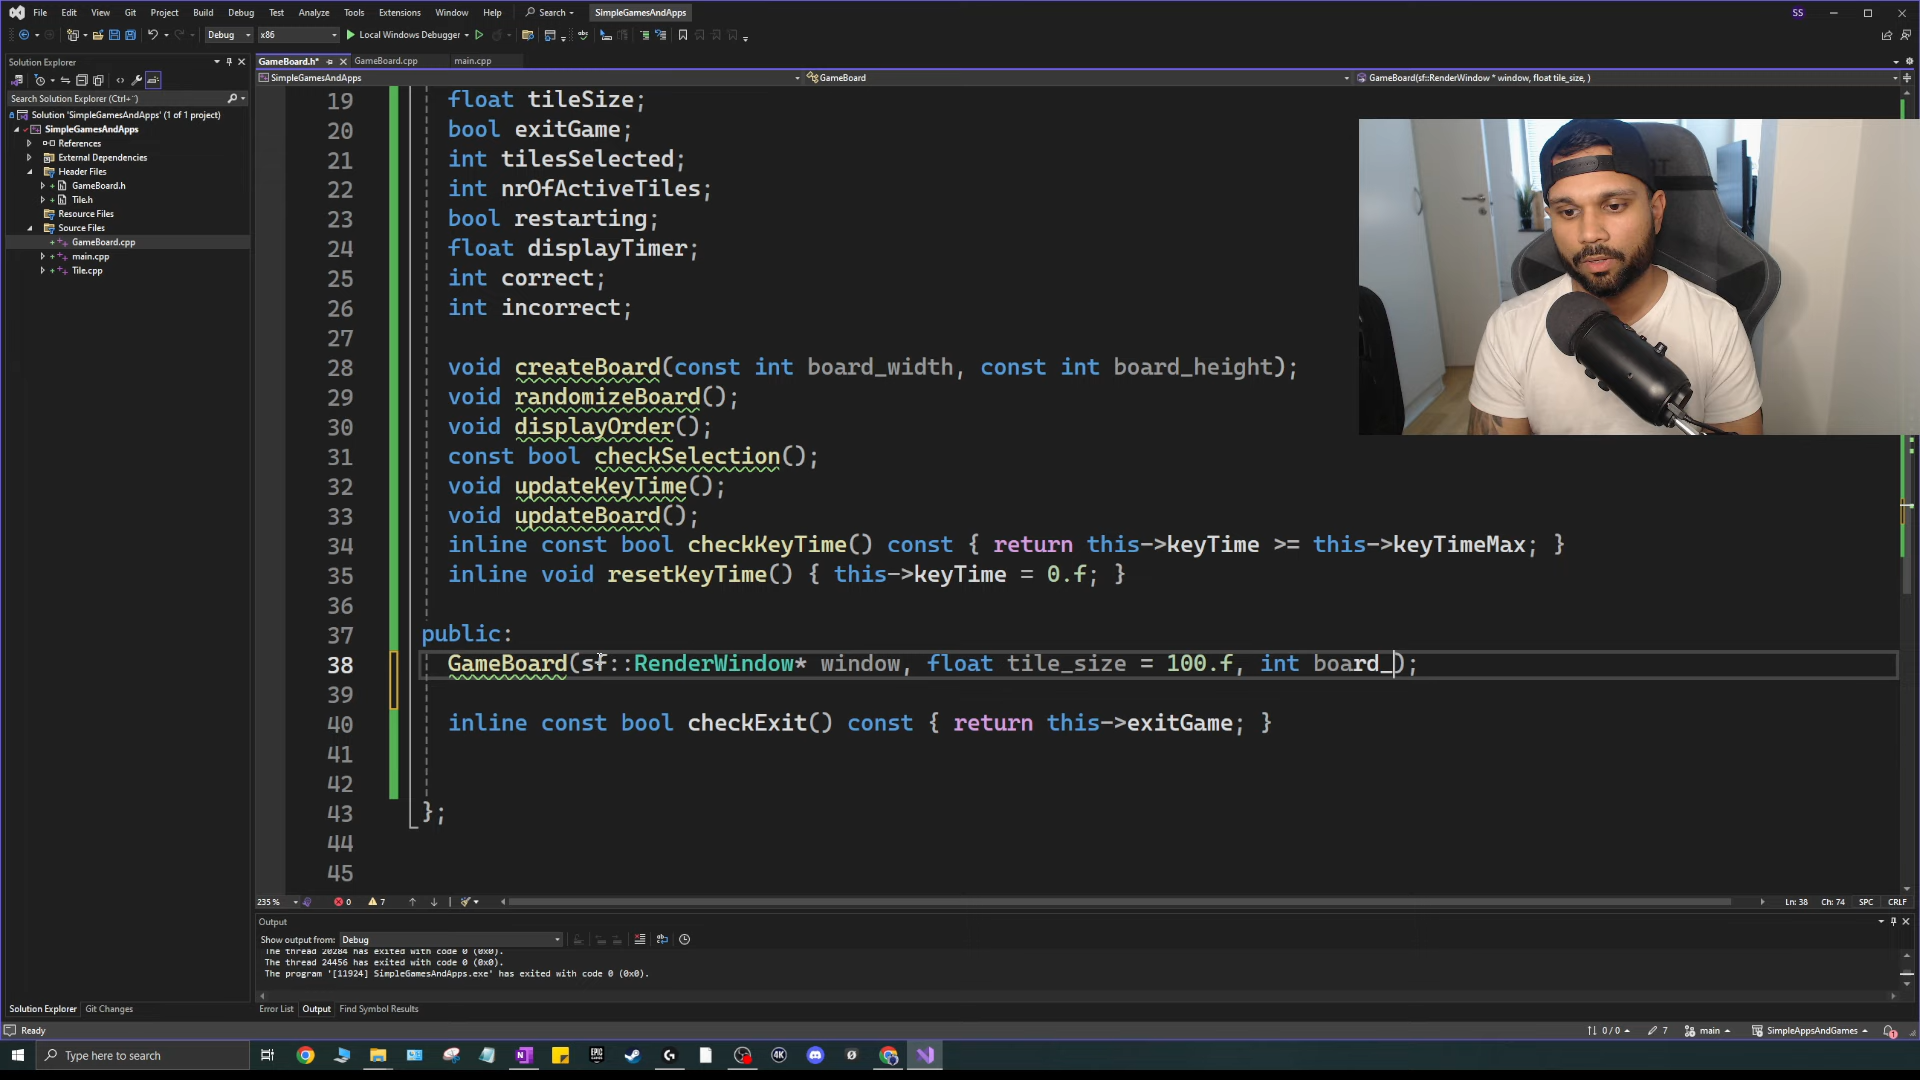 File Edit View Git Project Build Debug Test Analyze Tools Extensions Window Help Search SimpleGamesAndApps SS
Debug x86 Local Windows Debugger
Solution Explorer
GameBoard.h* GameBoard.cpp main.cpp
SimpleGamesAndApps GameBoard GameBoard(sf::RenderWindow * window, float tile_size, )
Search Solution Explorer (Ctrl+¨)
Solution 'SimpleGamesAndApps' (1 of 1 project)
SimpleGamesAndApps
References
External Dependencies
Header Files
GameBoard.h
Tile.h
Resource Files
Source Files
GameBoard.cpp
main.cpp
Tile.cpp
19 float tileSize;
20 bool exitGame;
21 int tilesSelected;
22 int nrOfActiveTiles;
23 bool restarting;
24 float displayTimer;
25 int correct;
26 int incorrect;
27
28 void createBoard(const int board_width, const int board_height);
29 void randomizeBoard();
30 void displayOrder();
31 const bool checkSelection();
32 void updateKeyTime();
33 void updateBoard();
34 inline const bool checkKeyTime() const { return this->keyTime >= this->keyTimeMax; }
35 inline void resetKeyTime() { this->keyTime = 0.f; }
36
37 public:
38 GameBoard(sf::RenderWindow* window, float tile_size = 100.f, int board_);
39
40 inline const bool checkExit() const { return this->exitGame; }
41
42
43 };
44
45
235 % 0 7 Ln: 38 Ch: 74 SPC CRLF
Output
Show output from: Debug
The thread 20284 has exited with code 0 (0x0).
The thread 24456 has exited with code 0 (0x0).
The program '[11924] SimpleGamesAndApps.exe' has exited with code 0 (0x0).
Solution Explorer Git Changes Error List Output Find Symbol Results
Ready 0 / 0 7 main SimpleAppsAndGames 1
Type here to search